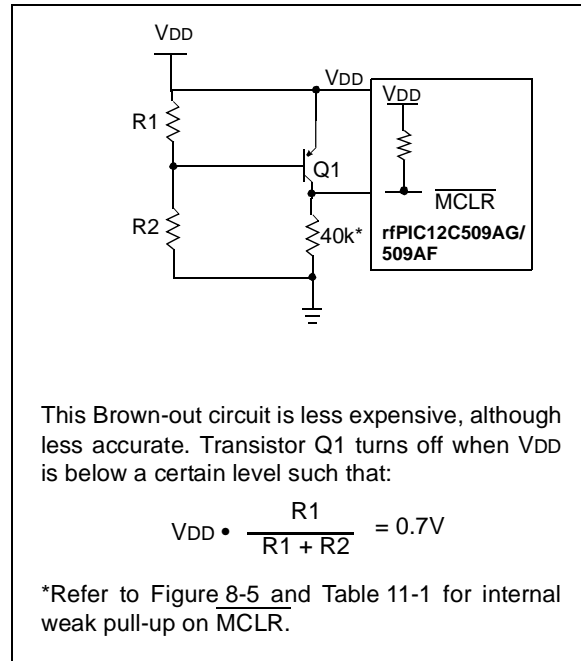 VDD
VDD
VDD
R1
Q1
MCLR
R2
40k*
rfPIC12C509AG/
509AF
This Brown-out circuit is less expensive, although
less accurate. Transistor Q1 turns off when VDD
is below a certain level such that:
VDD • R1 / R1 + R2 = 0.7V
*Refer to Figure 8-5 and Table 11-1 for internal
weak pull-up on MCLR.